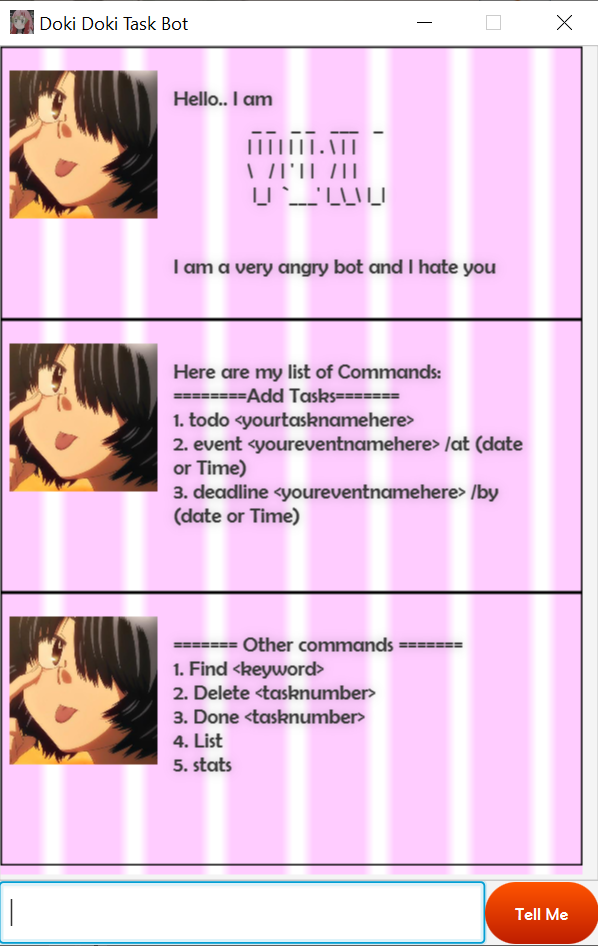 Doki Doki Task Bot
Hello.. I am
I am a very angry bot and I hate you
Here are my list of Commands:
========Add Tasks=======
1. todo <yourtasknamehere>
2. event <youreventnamehere> /at (date
or Time)
3. deadline <youreventnamehere> /by
(date or Time)
======= Other commands =======
1. Find <keyword>
2. Delete <tasknumber>
3. Done <tasknumber>
4. List
5. stats
Tell Me